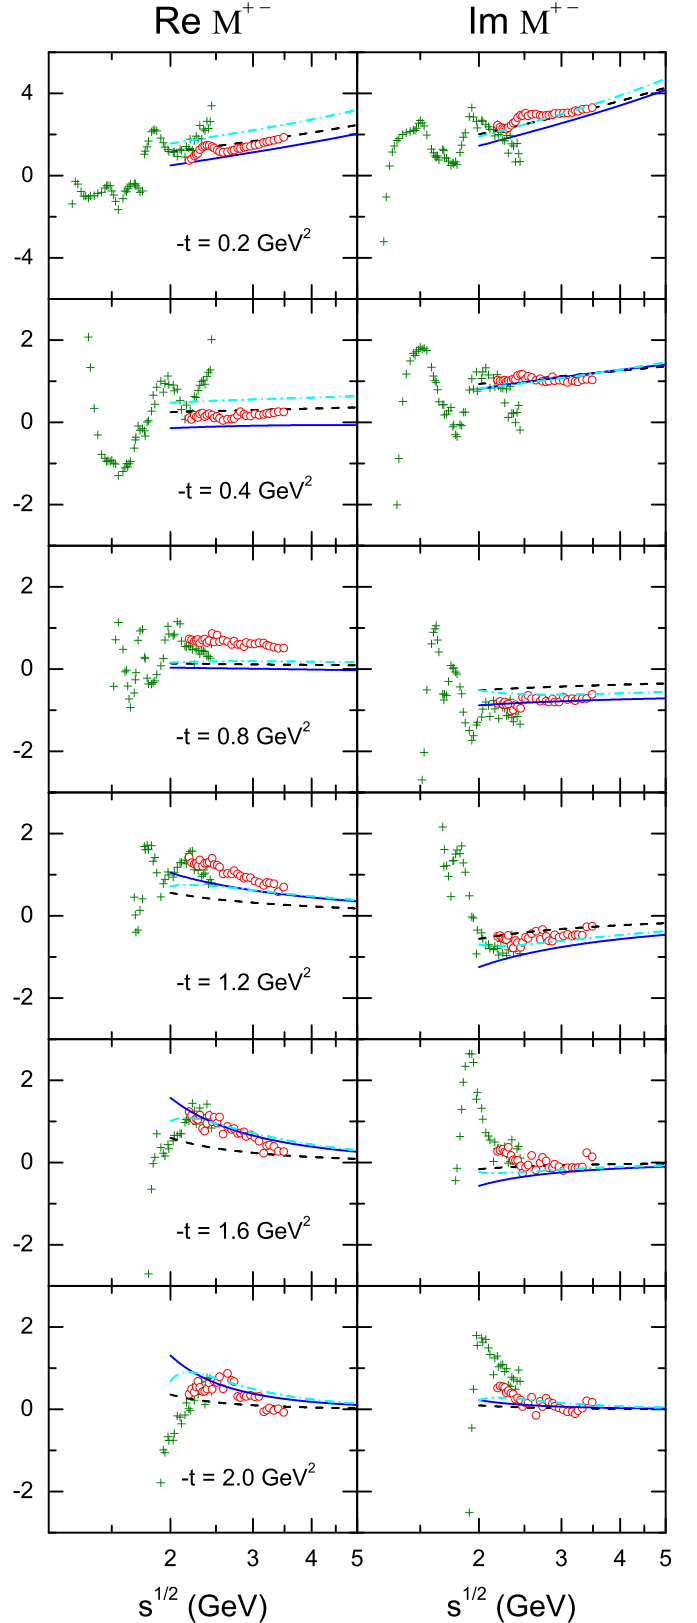 Re M⁺⁻ Im M⁺⁻
4
0
-4
-t = 0.2 GeV²
2
0
-2
-t = 0.4 GeV²
2
0
-2
-t = 0.8 GeV²
2
0
-2
-t = 1.2 GeV²
2
0
-2
-t = 1.6 GeV²
2
0
-2
-t = 2.0 GeV²
2 3 4 5 2 3 4 5
s¹/² (GeV) s¹/² (GeV)